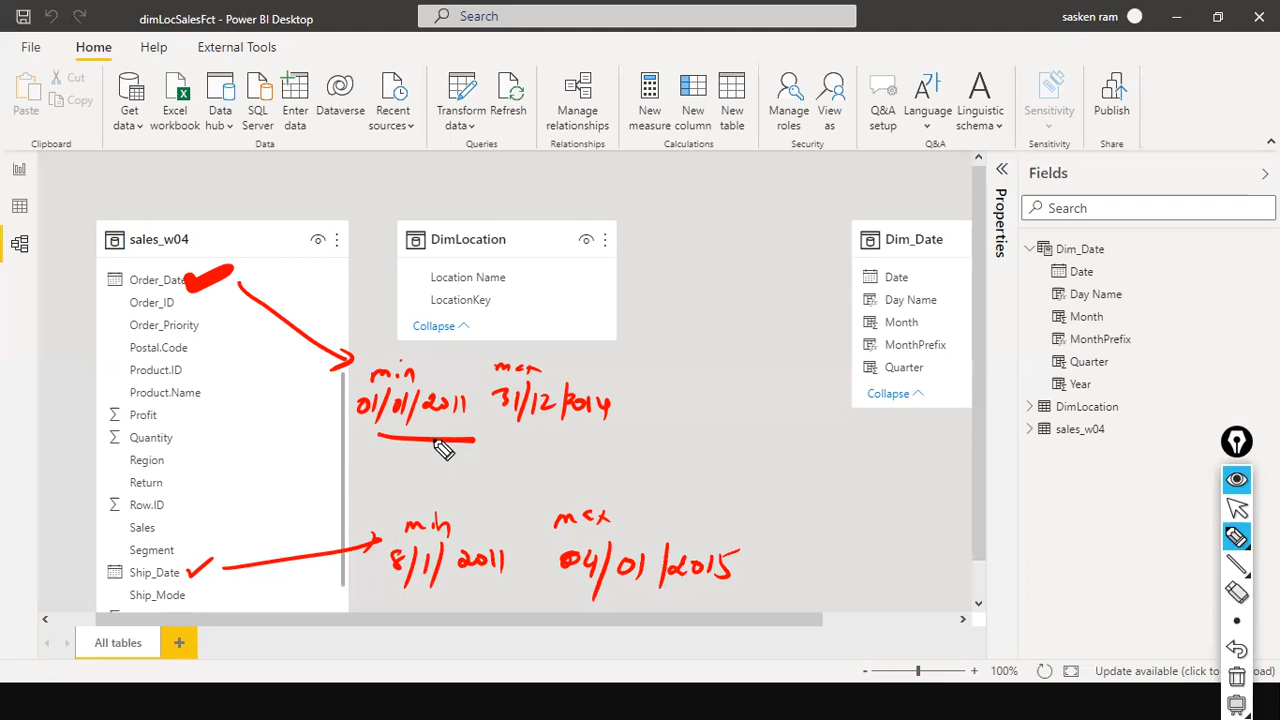 dimLocSalesFct - Power BI Desktop
Search
sasken ram
File
Home
Help
External Tools
Paste
Cut
Copy
Get data
Excel workbook
Data hub
SQL Server
Enter data
Dataverse
Recent sources
Transform data
Refresh
Manage relationships
New measure
New column
New table
Manage roles
View as
Q&A setup
Language
Linguistic schema
Sensitivity
Publish
Clipboard
Data
Queries
Relationships
Calculations
Security
Q&A
Sensitivity
Share
sales_w04
Order_Date
Order_ID
Order_Priority
Postal.Code
Product.ID
Product.Name
Profit
Quantity
Region
Return
Row.ID
Sales
Segment
Ship_Date
Ship_Mode
DimLocation
Location Name
LocationKey
Collapse
min
max
01/01/2011
31/12/2014
min
max
8/1/2011
04/01/2015
Dim_Date
Date
Day Name
Month
MonthPrefix
Quarter
Collapse
Properties
Fields
Search
Dim_Date
Date
Day Name
Month
MonthPrefix
Quarter
Year
DimLocation
sales_w04
All tables
100%
Update available (click to
oad)